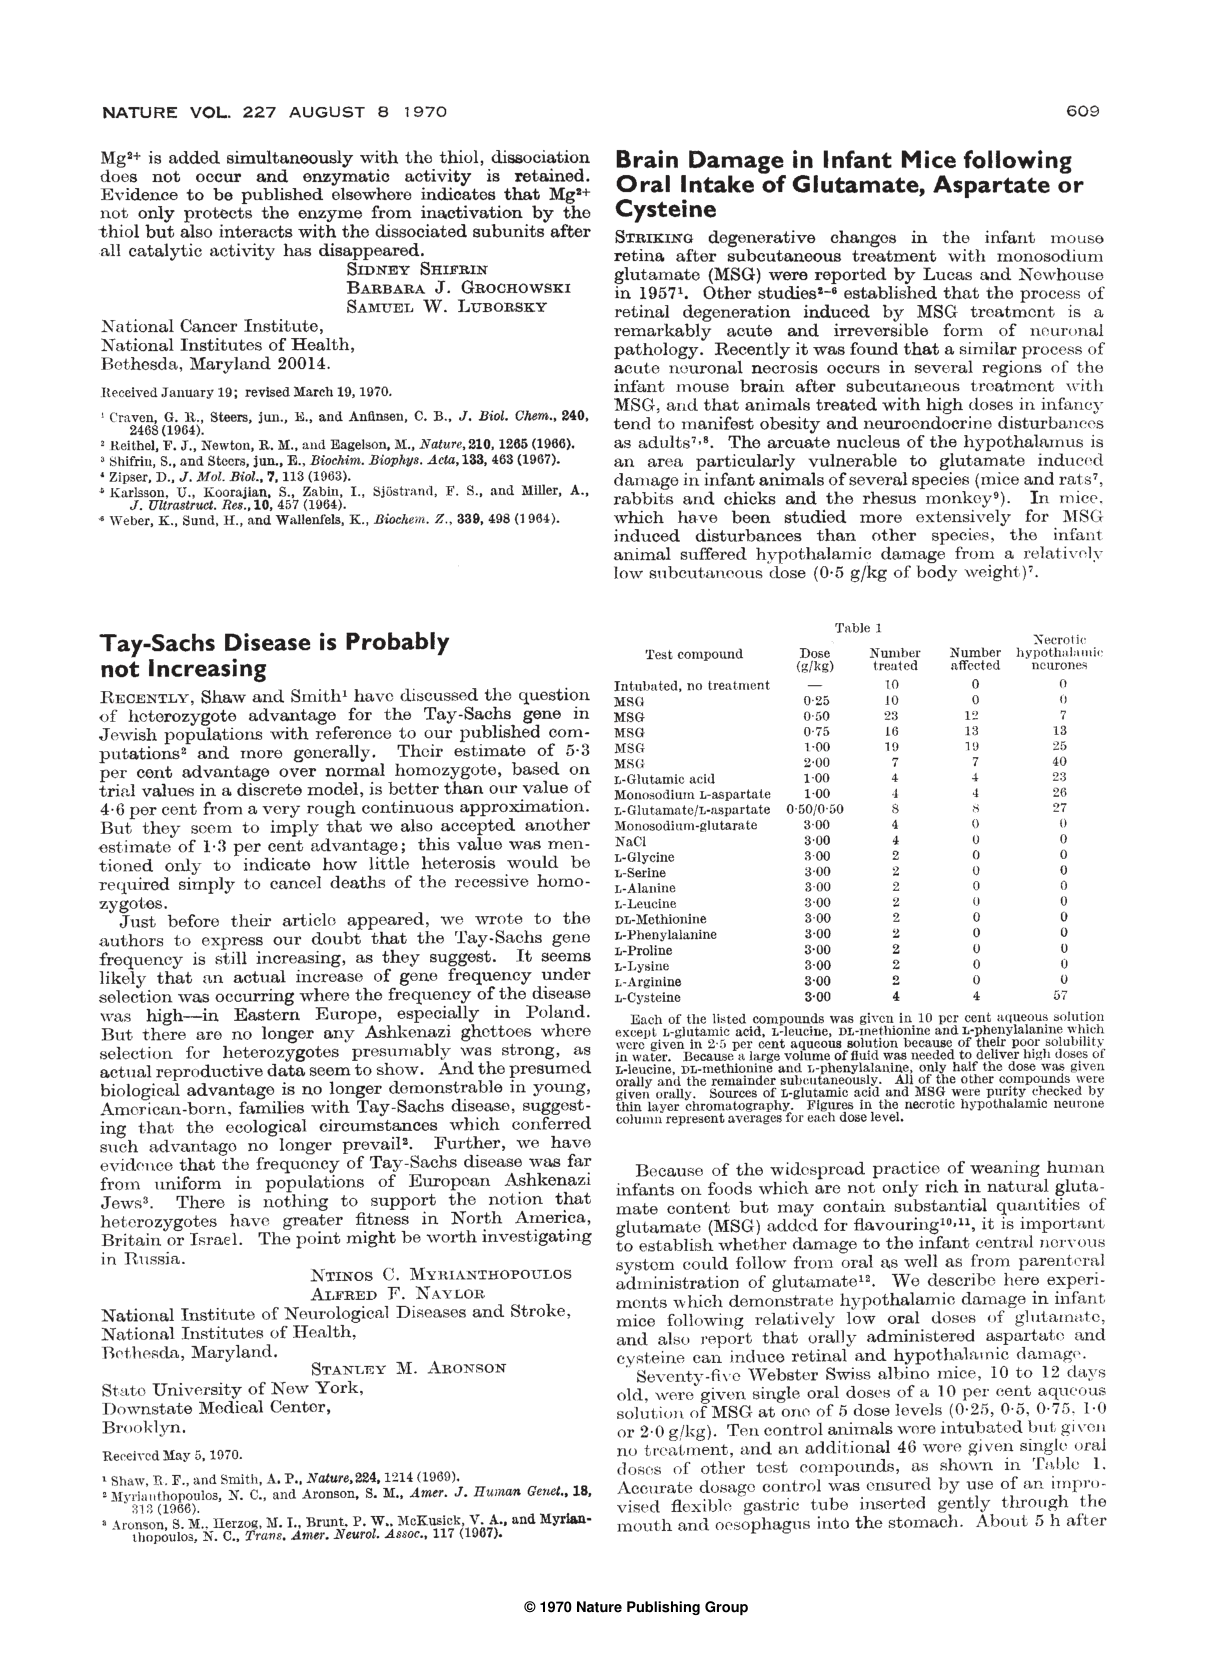 NATURE VOL. 227 AUGUST 8 1970
609
Mg²⁺ is added simultaneously with the thiol, dissociation
does not occur and enzymatic activity is retained.
Evidence to be published elsewhere indicates that Mg²⁺
not only protects the enzyme from inactivation by the
thiol but also interacts with the dissociated subunits after
all catalytic activity has disappeared.
SIDNEY SHIFRIN
BARBARA J. GROCHOWSKI
SAMUEL W. LUBORSKY
National Cancer Institute,
National Institutes of Health,
Bethesda, Maryland 20014.
Received January 19; revised March 19, 1970.
¹ Craven, G. R., Steers, jun., E., and Anfinsen, C. B., J. Biol. Chem., 240,
2468 (1964).
² Reithel, F. J., Newton, R. M., and Eagelson, M., Nature, 210, 1265 (1966).
³ Shifrin, S., and Steers, jun., E., Biochim. Biophys. Acta, 133, 463 (1967).
⁴ Zipser, D., J. Mol. Biol., 7, 113 (1963).
⁵ Karlsson, U., Koorajian, S., Zabin, I., Sjöstrand, F. S., and Miller, A.,
J. Ultrastruct. Res., 10, 457 (1964).
⁶ Weber, K., Sund, H., and Wallenfels, K., Biochem. Z., 339, 498 (1964).
Tay-Sachs Disease is Probably
not Increasing
RECENTLY, Shaw and Smith¹ have discussed the question
of heterozygote advantage for the Tay-Sachs gene in
Jewish populations with reference to our published com-
putations² and more generally. Their estimate of 5·3
per cent advantage over normal homozygote, based on
trial values in a discrete model, is better than our value of
4·6 per cent from a very rough continuous approximation.
But they seem to imply that we also accepted another
estimate of 1·3 per cent advantage; this value was men-
tioned only to indicate how little heterosis would be
required simply to cancel deaths of the recessive homo-
zygotes.
Just before their article appeared, we wrote to the
authors to express our doubt that the Tay-Sachs gene
frequency is still increasing, as they suggest. It seems
likely that an actual increase of gene frequency under
selection was occurring where the frequency of the disease
was high—in Eastern Europe, especially in Poland.
But there are no longer any Ashkenazi ghettoes where
selection for heterozygotes presumably was strong, as
actual reproductive data seem to show. And the presumed
biological advantage is no longer demonstrable in young,
American-born, families with Tay-Sachs disease, suggest-
ing that the ecological circumstances which conferred
such advantage no longer prevail². Further, we have
evidence that the frequency of Tay-Sachs disease was far
from uniform in populations of European Ashkenazi
Jews³. There is nothing to support the notion that
heterozygotes have greater fitness in North America,
Britain or Israel. The point might be worth investigating
in Russia.
NTINOS C. MYRIANTHOPOULOS
ALFRED F. NAYLOR
National Institute of Neurological Diseases and Stroke,
National Institutes of Health,
Bethesda, Maryland.
STANLEY M. ARONSON
State University of New York,
Downstate Medical Center,
Brooklyn.
Received May 5, 1970.
¹ Shaw, R. F., and Smith, A. P., Nature, 224, 1214 (1969).
² Myrianthopoulos, N. C., and Aronson, S. M., Amer. J. Human Genet., 18,
313 (1966).
³ Aronson, S. M., Herzog, M. I., Brunt, P. W., McKusick, V. A., and Myrian-
thopoulos, N. C., Trans. Amer. Neurol. Assoc., 117 (1967).
Brain Damage in Infant Mice following
Oral Intake of Glutamate, Aspartate or
Cysteine
STRIKING degenerative changes in the infant mouse
retina after subcutaneous treatment with monosodium
glutamate (MSG) were reported by Lucas and Newhouse
in 1957¹. Other studies²⁻⁶ established that the process of
retinal degeneration induced by MSG treatment is a
remarkably acute and irreversible form of neuronal
pathology. Recently it was found that a similar process of
acute neuronal necrosis occurs in several regions of the
infant mouse brain after subcutaneous treatment with
MSG, and that animals treated with high doses in infancy
tend to manifest obesity and neuroendocrine disturbances
as adults⁷,⁸. The arcuate nucleus of the hypothalamus is
an area particularly vulnerable to glutamate induced
damage in infant animals of several species (mice and rats⁷,
rabbits and chicks and the rhesus monkey⁹). In mice,
which have been studied more extensively for MSG
induced disturbances than other species, the infant
animal suffered hypothalamic damage from a relatively
low subcutaneous dose (0·5 g/kg of body weight)⁷.
Table 1
Test compound Dose (g/kg) Number treated Number affected Necrotic hypothalamic neurones
Intubated, no treatment — 10 0 0
MSG 0·25 10 0 0
MSG 0·50 23 12 7
MSG 0·75 16 13 13
MSG 1·00 19 19 25
MSG 2·00 7 7 40
L-Glutamic acid 1·00 4 4 23
Monosodium L-aspartate 1·00 4 4 26
L-Glutamate/L-aspartate 0·50/0·50 8 8 27
Monosodium-glutarate 3·00 4 0 0
NaCl 3·00 4 0 0
L-Glycine 3·00 2 0 0
L-Serine 3·00 2 0 0
L-Alanine 3·00 2 0 0
L-Leucine 3·00 2 0 0
DL-Methionine 3·00 2 0 0
L-Phenylalanine 3·00 2 0 0
L-Proline 3·00 2 0 0
L-Lysine 3·00 2 0 0
L-Arginine 3·00 2 0 0
L-Cysteine 3·00 4 4 57
Each of the listed compounds was given in 10 per cent aqueous solution
except L-glutamic acid, L-leucine, DL-methionine and L-phenylalanine which
were given in 2·5 per cent aqueous solution because of their poor solubility
in water. Because a large volume of fluid was needed to deliver high doses of
L-leucine, DL-methionine and L-phenylalanine, only half the dose was given
orally and the remainder subcutaneously. All of the other compounds were
given orally. Sources of L-glutamic acid and MSG were purity checked by
thin layer chromatography. Figures in the necrotic hypothalamic neurone
column represent averages for each dose level.
Because of the widespread practice of weaning human
infants on foods which are not only rich in natural gluta-
mate content but may contain substantial quantities of
glutamate (MSG) added for flavouring¹⁰,¹¹, it is important
to establish whether damage to the infant central nervous
system could follow from oral as well as from parenteral
administration of glutamate¹². We describe here experi-
ments which demonstrate hypothalamic damage in infant
mice following relatively low oral doses of glutamate,
and also report that orally administered aspartate and
cysteine can induce retinal and hypothalamic damage.
Seventy-five Webster Swiss albino mice, 10 to 12 days
old, were given single oral doses of a 10 per cent aqueous
solution of MSG at one of 5 dose levels (0·25, 0·5, 0·75, 1·0
or 2·0 g/kg). Ten control animals were intubated but given
no treatment, and an additional 46 were given single oral
doses of other test compounds, as shown in Table 1.
Accurate dosage control was ensured by use of an impro-
vised flexible gastric tube inserted gently through the
mouth and oesophagus into the stomach. About 5 h after
© 1970 Nature Publishing Group